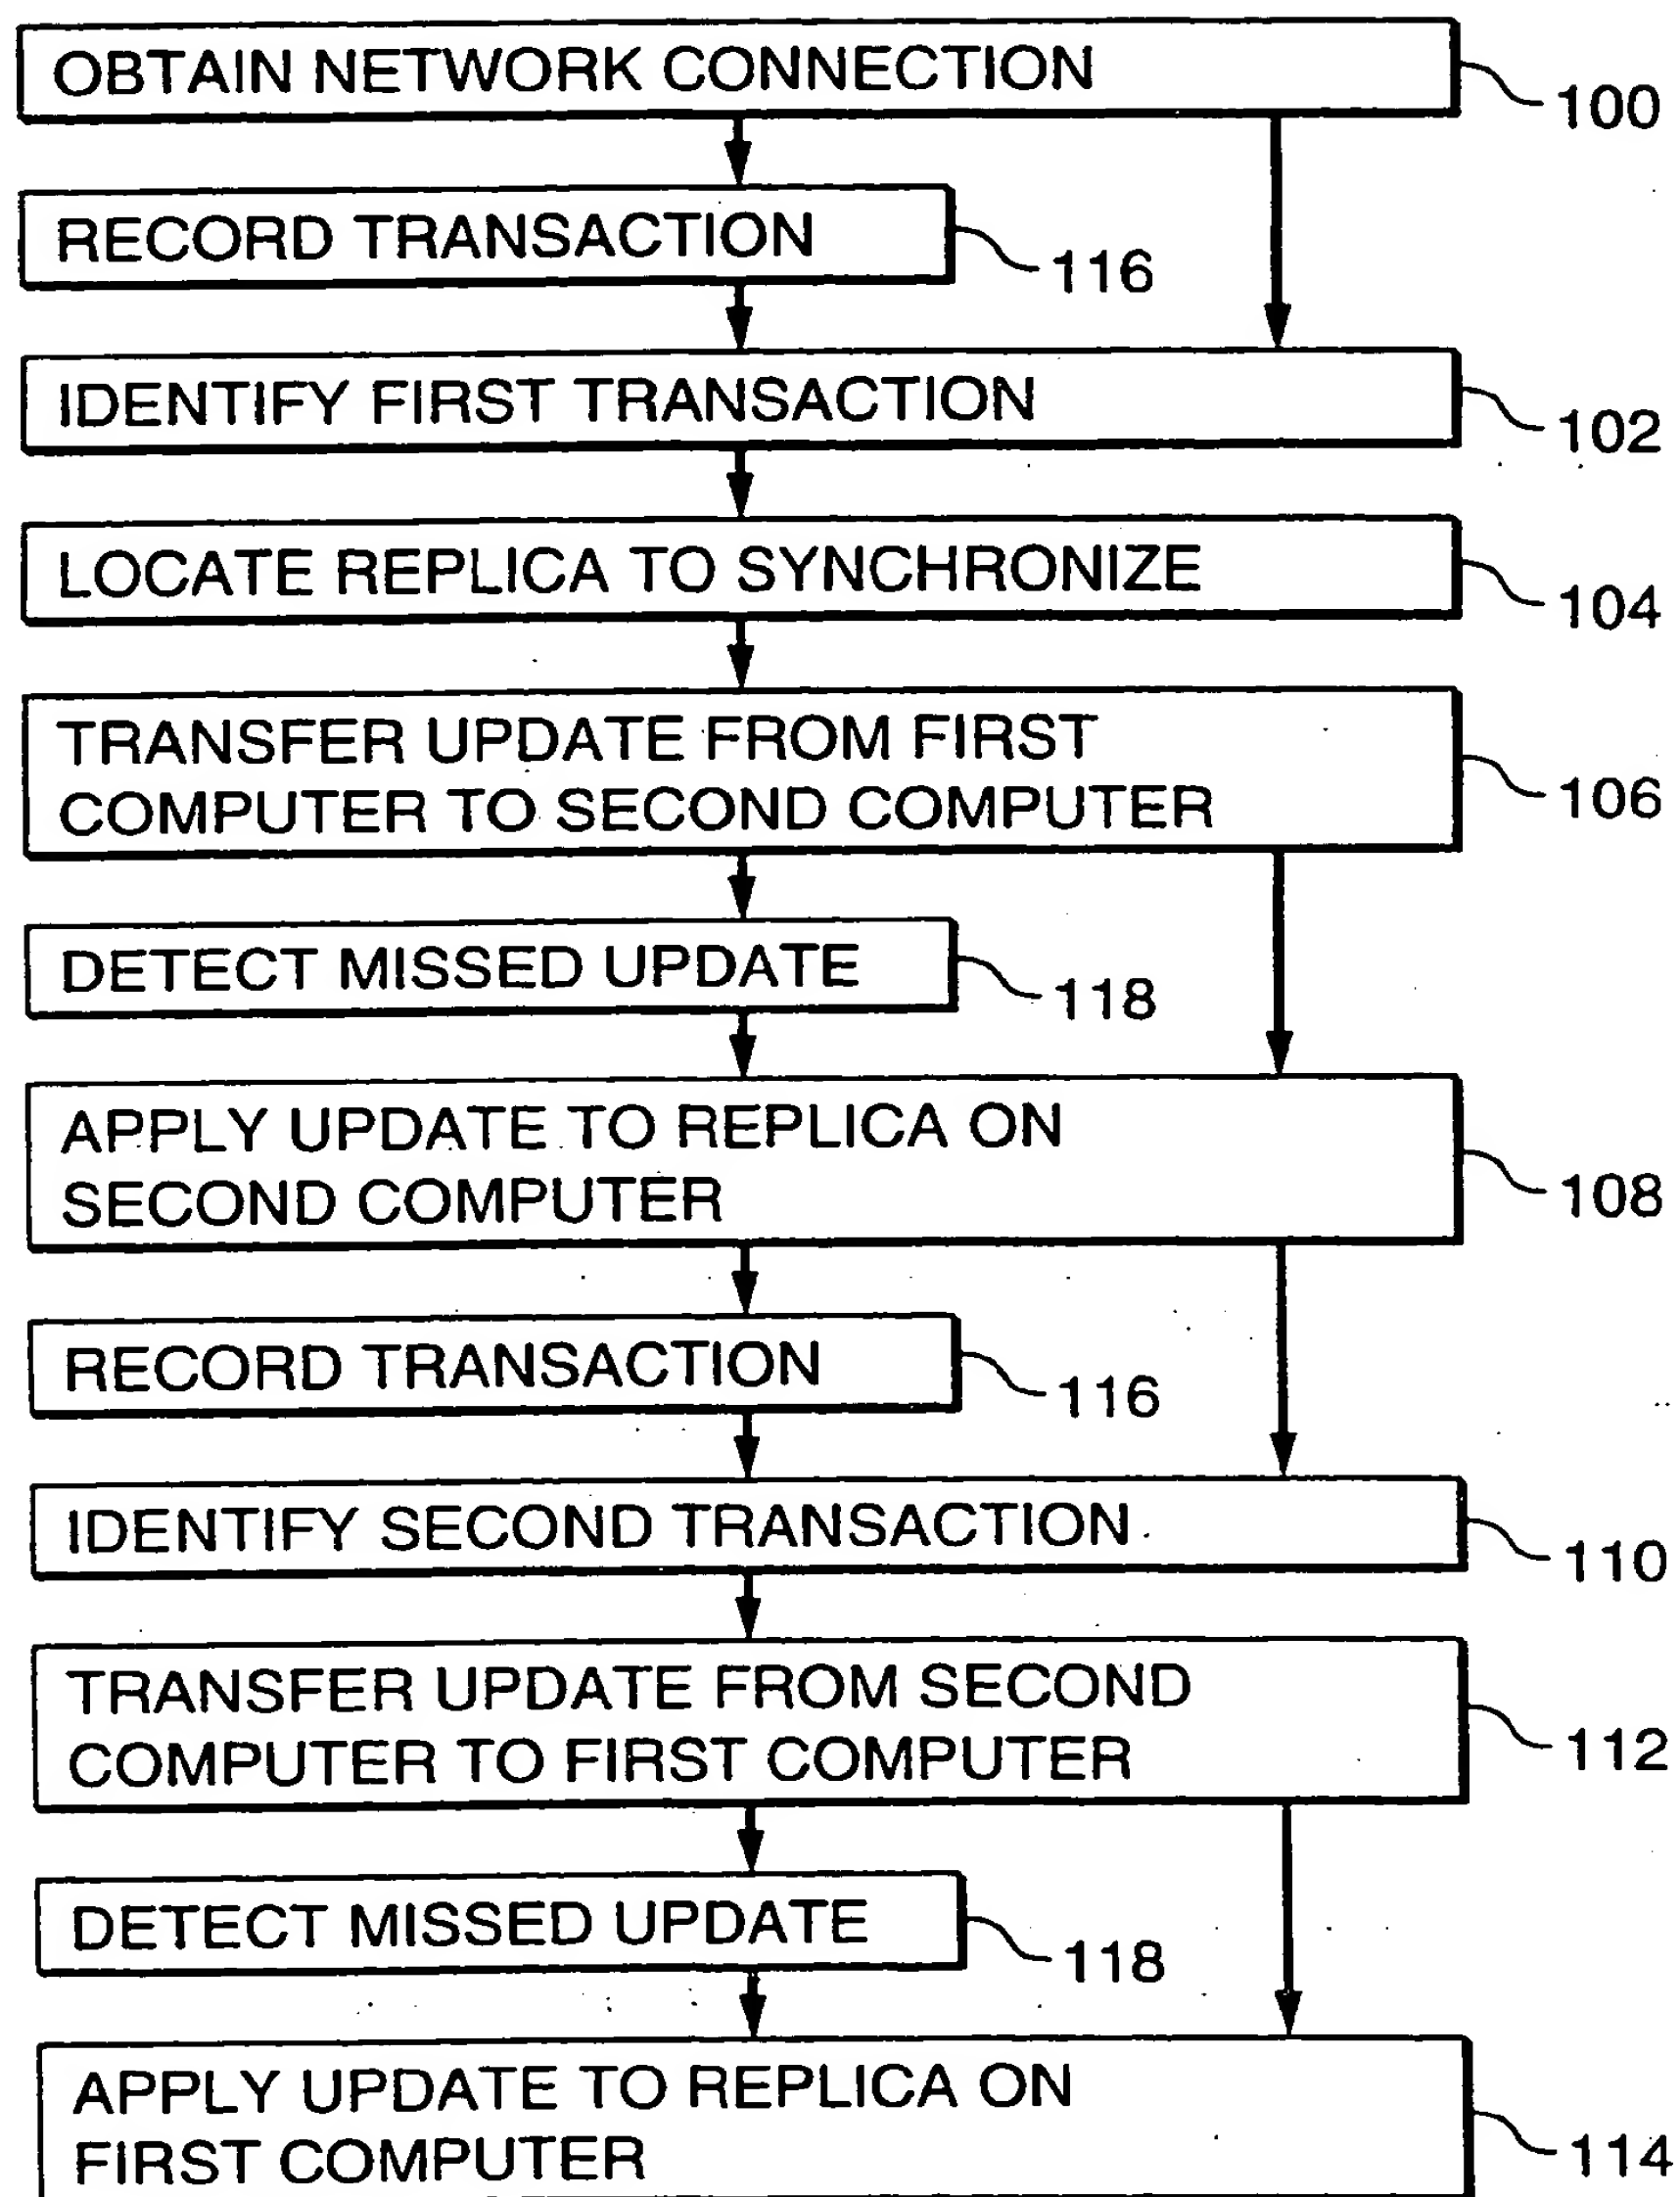 OBTAIN NETWORK CONNECTION
100
RECORD TRANSACTION
116
IDENTIFY FIRST TRANSACTION
102
LOCATE REPLICA TO SYNCHRONIZE
104
TRANSFER UPDATE FROM FIRST
COMPUTER TO SECOND COMPUTER
106
DETECT MISSED UPDATE
118
APPLY UPDATE TO REPLICA ON
SECOND COMPUTER
108
RECORD TRANSACTION
116
IDENTIFY SECOND TRANSACTION
110
TRANSFER UPDATE FROM SECOND
COMPUTER TO FIRST COMPUTER
112
DETECT MISSED UPDATE
118
APPLY UPDATE TO REPLICA ON
FIRST COMPUTER
114